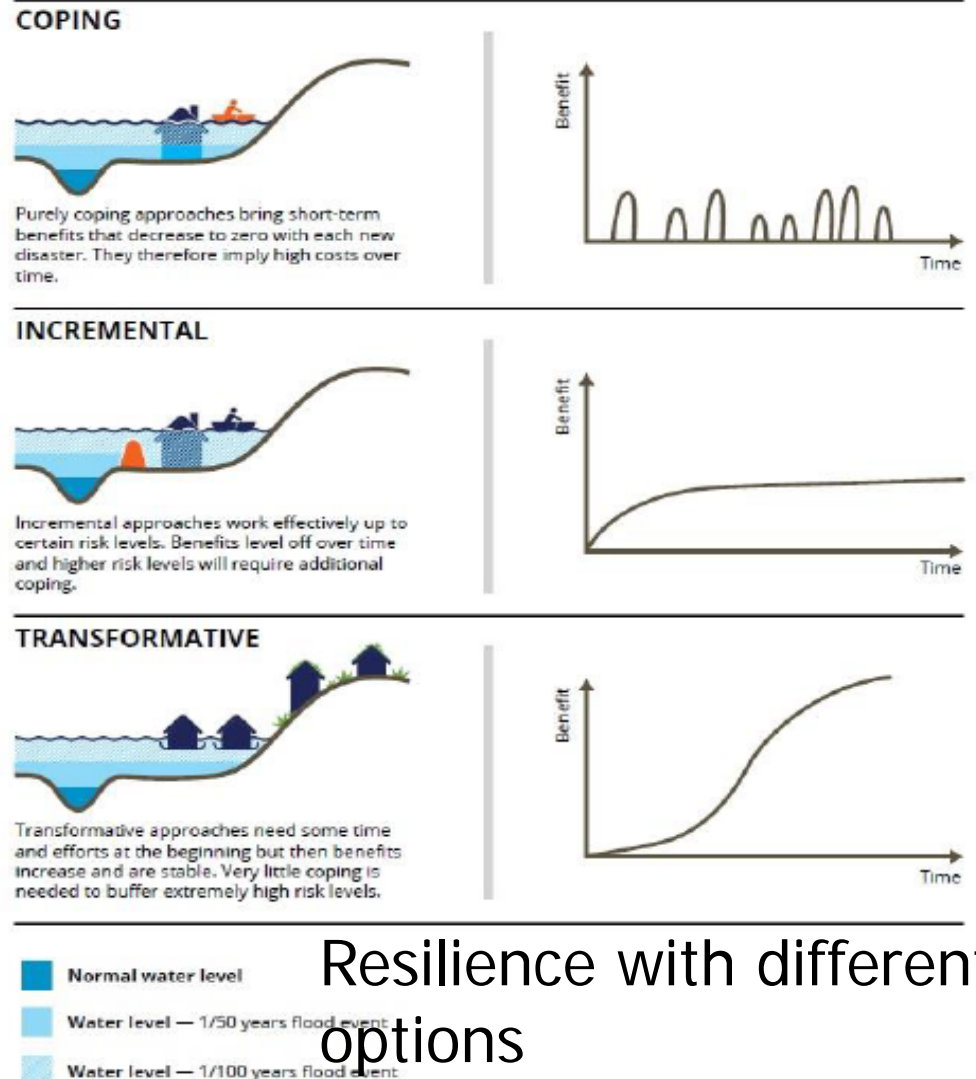 COPING
Benefit
Time
Purely coping approaches bring short-term
benefits that decrease to zero with each new
disaster. They therefore imply high costs over
time.
INCREMENTAL
Benefit
Time
Incremental approaches work effectively up to
certain risk levels. Benefits level off over time
and higher risk levels will require additional
coping.
TRANSFORMATIVE
Benefit
Time
Transformative approaches need some time
and efforts at the beginning but then benefits
increase and are stable. Very little coping is
needed to buffer extremely high risk levels.
Normal water level
Water level — 1/50 years flood event
Water level — 1/100 years flood event
Resilience with different
options